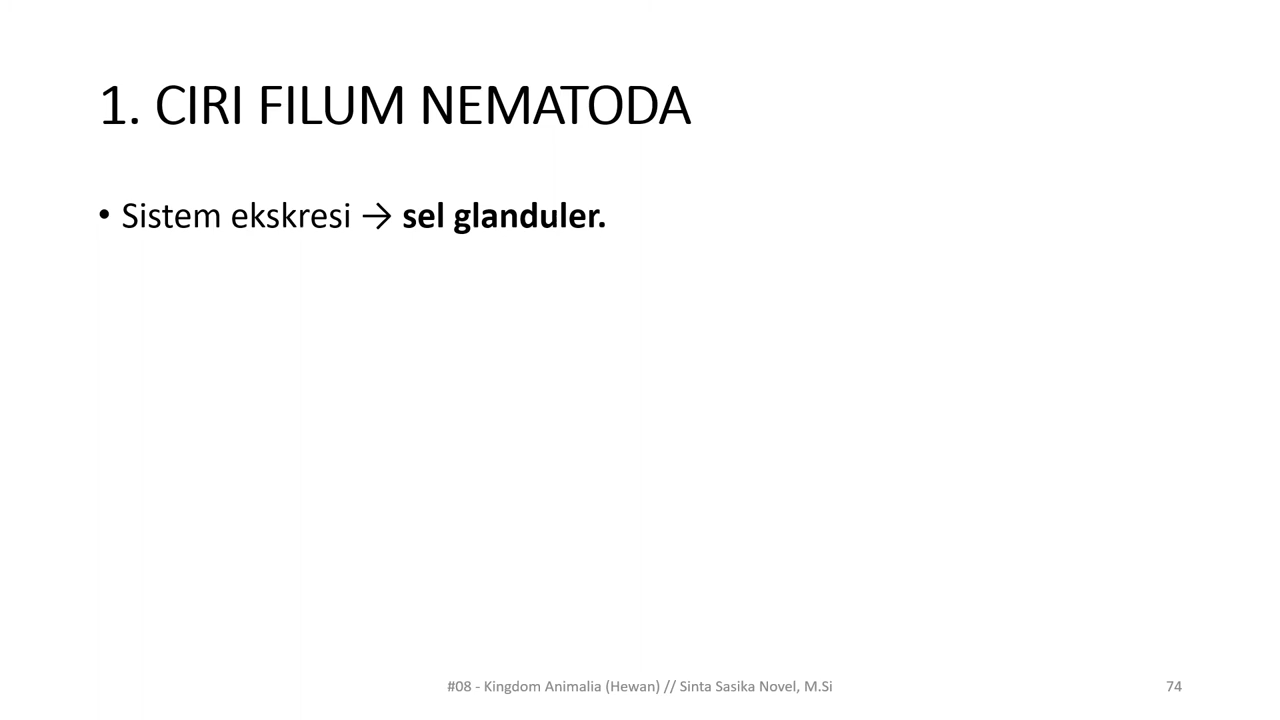 1. CIRI FILUM NEMATODA
• Sistem ekskresi → sel glanduler.
#08 - Kingdom Animalia (Hewan) // Sinta Sasika Novel, M.Si
74